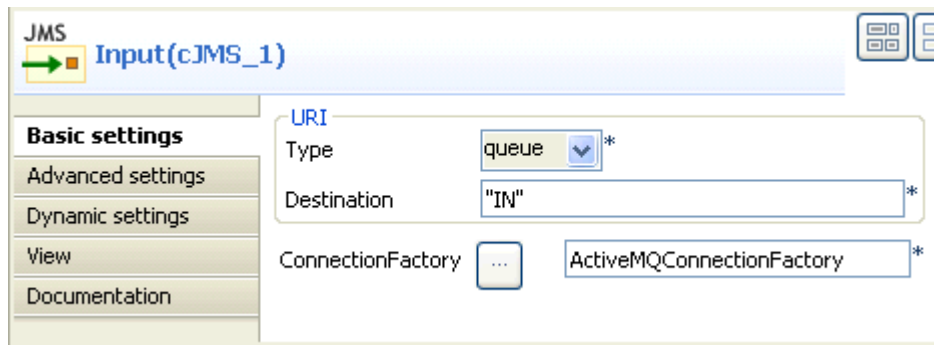 JMS
Input(cJMS_1)
Basic settings
Advanced settings
Dynamic settings
View
Documentation
URI
Type queue *
Destination "IN" *
ConnectionFactory ... ActiveMQConnectionFactory *